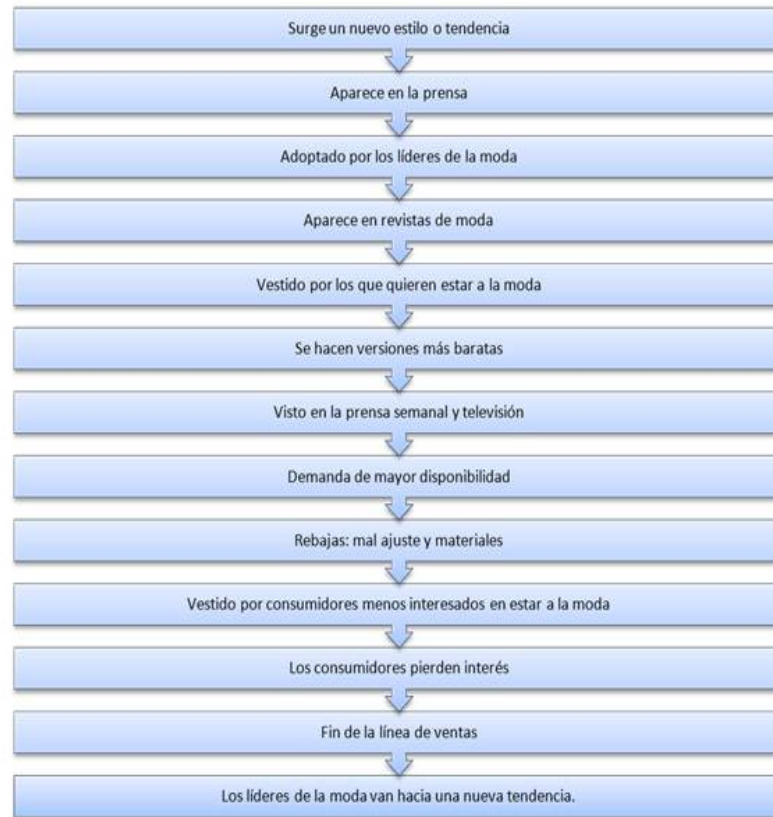 Surge un nuevo estilo o tendencia
Aparece en la prensa
Adoptado por los líderes de la moda
Aparece en revistas de moda
Vestido por los que quieren estar a la moda
Se hacen versiones más baratas
Visto en la prensa semanal y televisión
Demanda de mayor disponibilidad
Rebajas: mal ajuste y materiales
Vestido por consumidores menos interesados en estar a la moda
Los consumidores pierden interés
Fin de la línea de ventas
Los líderes de la moda van hacia una nueva tendencia.